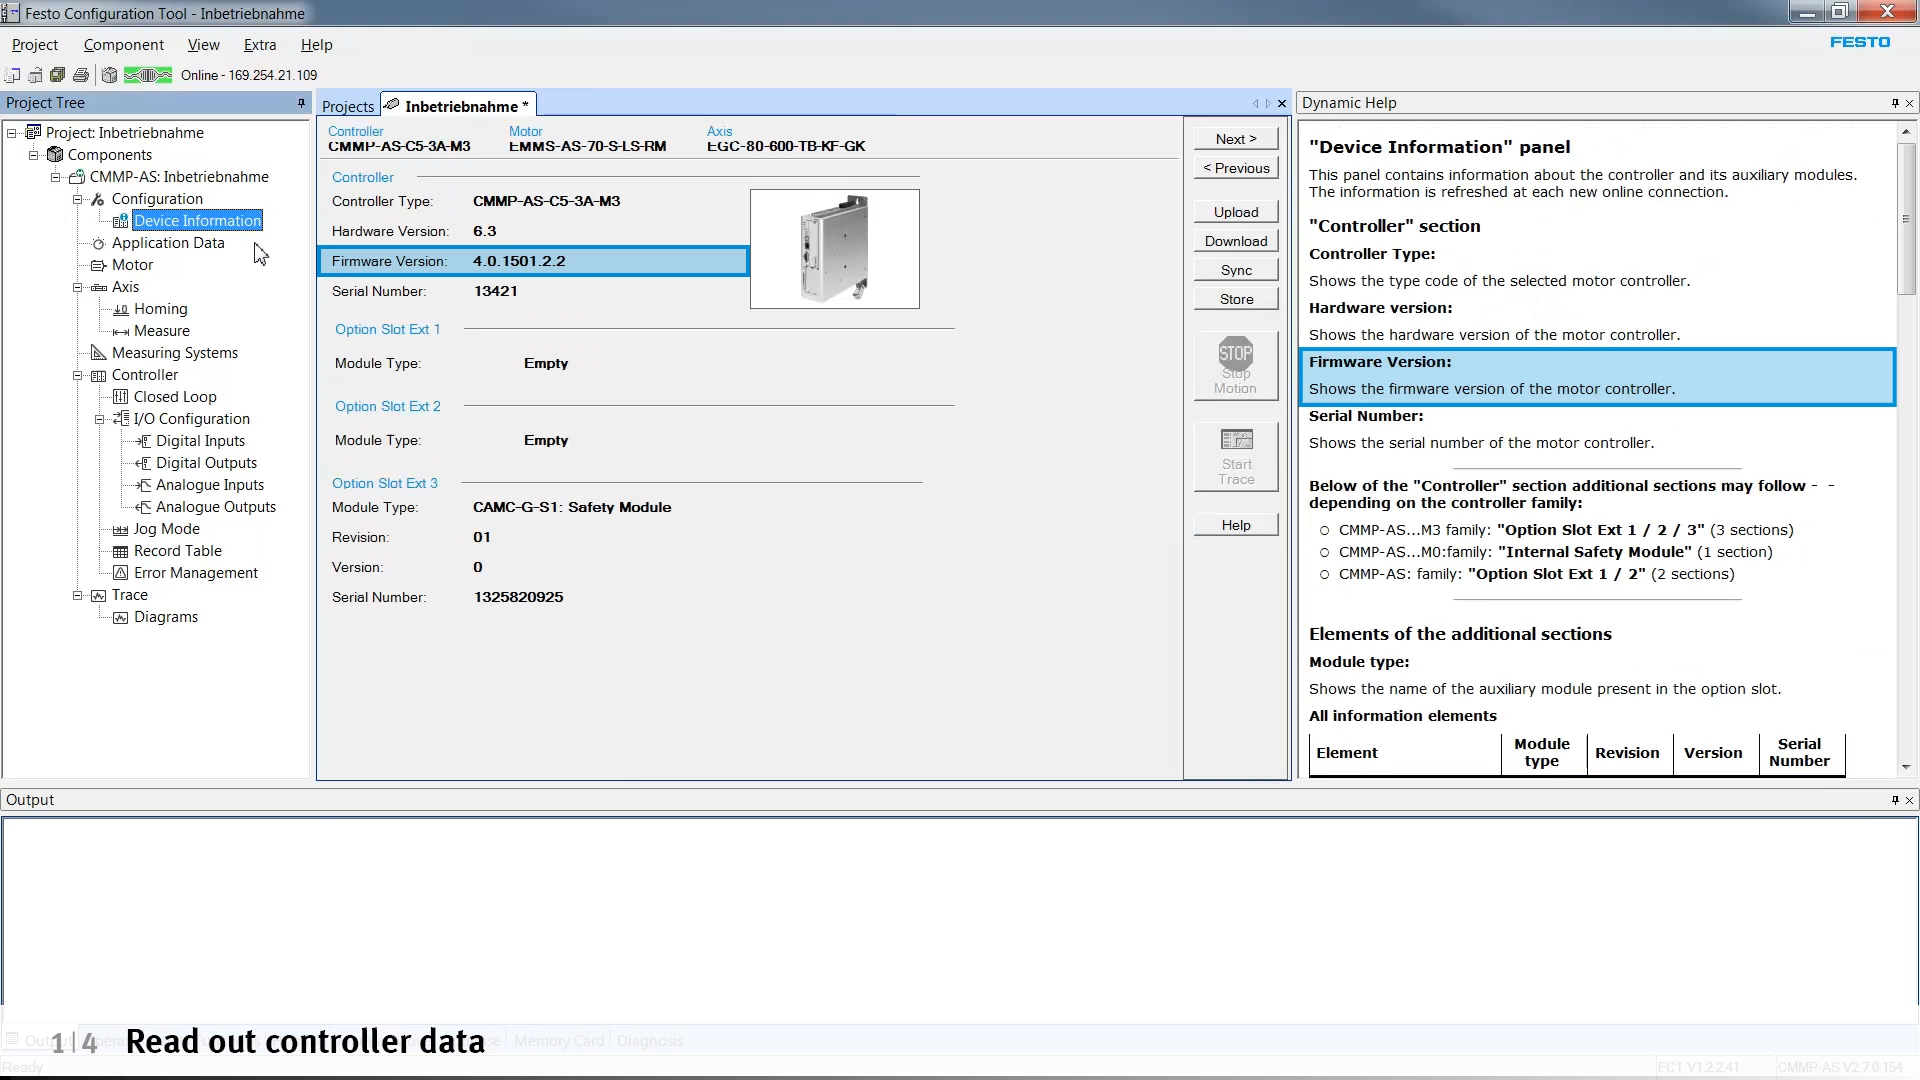 Festo Configuration Tool - Inbetriebnahme
Project Component View Extra Help
FESTO
Online - 169.254.21.109
Project Tree
Project: Inbetriebnahme
Components
CMMP-AS: Inbetriebnahme
Configuration
Device Information
Application Data
Motor
Axis
Homing
Measure
Measuring Systems
Controller
Closed Loop
I/O Configuration
Digital Inputs
Digital Outputs
Analogue Inputs
Analogue Outputs
Jog Mode
Record Table
Error Management
Trace
Diagrams
Projects Inbetriebnahme *
Controller Motor Axis
CMMP-AS-C5-3A-M3 EMMS-AS-70-S-LS-RM EGC-80-600-TB-KF-GK
Controller
Controller Type: CMMP-AS-C5-3A-M3
Hardware Version: 6.3
Firmware Version: 4.0.1501.2.2
Serial Number: 13421
Option Slot Ext 1
Module Type: Empty
Option Slot Ext 2
Module Type: Empty
Option Slot Ext 3
Module Type: CAMC-G-S1: Safety Module
Revision: 01
Version: 0
Serial Number: 1325820925
Next >
< Previous
Upload
Download
Sync
Store
STOP
Stop
Motion
Start
Trace
Help
Dynamic Help
"Device Information" panel
This panel contains information about the controller and its auxiliary modules.
The information is refreshed at each new online connection.
"Controller" section
Controller Type:
Shows the type code of the selected motor controller.
Hardware version:
Shows the hardware version of the motor controller.
Firmware Version:
Shows the firmware version of the motor controller.
Serial Number:
Shows the serial number of the motor controller.
Below of the "Controller" section additional sections may follow - -
depending on the controller family:
CMMP-AS...M3 family: "Option Slot Ext 1 / 2 / 3" (3 sections)
CMMP-AS...M0:family: "Internal Safety Module" (1 section)
CMMP-AS: family: "Option Slot Ext 1 / 2" (2 sections)
Elements of the additional sections
Module type:
Shows the name of the auxiliary module present in the option slot.
All information elements
Element Module type Revision Version Serial Number
Output
1|4 Read out controller data
Memory Card Diagnosis
Ready
FCT V1.2.2.41 CMMP-AS V2.7.0.154